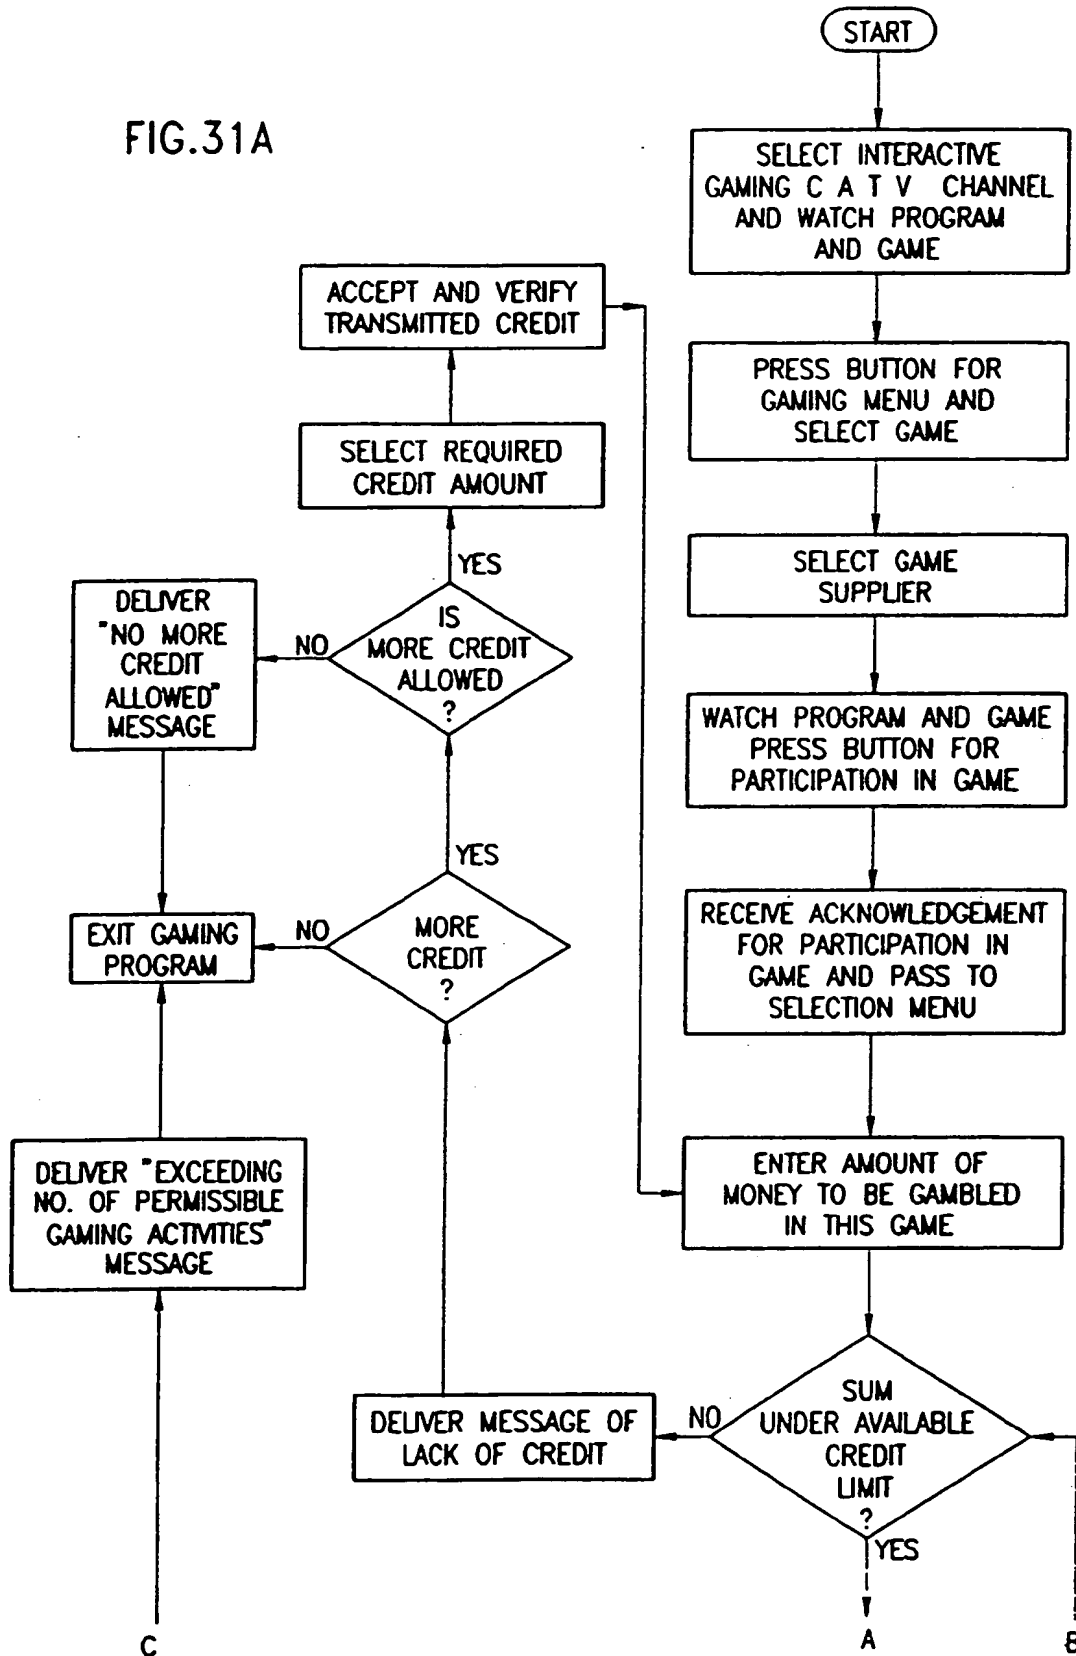 START
FIG.31A
SELECT INTERACTIVE
GAMING C A T V CHANNEL
AND WATCH PROGRAM
AND GAME
ACCEPT AND VERIFY
TRANSMITTED CREDIT
PRESS BUTTON FOR
GAMING MENU AND
SELECT GAME
SELECT REQUIRED
CREDIT AMOUNT
YES
SELECT GAME
SUPPLIER
DELIVER
"NO MORE
CREDIT
ALLOWED"
MESSAGE
NO
IS
MORE CREDIT
ALLOWED
?
WATCH PROGRAM AND GAME
PRESS BUTTON FOR
PARTICIPATION IN GAME
YES
EXIT GAMING
PROGRAM
NO
MORE
CREDIT
?
RECEIVE ACKNOWLEDGEMENT
FOR PARTICIPATION IN
GAME AND PASS TO
SELECTION MENU
DELIVER "EXCEEDING
NO. OF PERMISSIBLE
GAMING ACTIVITIES"
MESSAGE
ENTER AMOUNT OF
MONEY TO BE GAMBLED
IN THIS GAME
DELIVER MESSAGE OF
LACK OF CREDIT
NO
SUM
UNDER AVAILABLE
CREDIT
LIMIT
?
YES
C
A
B